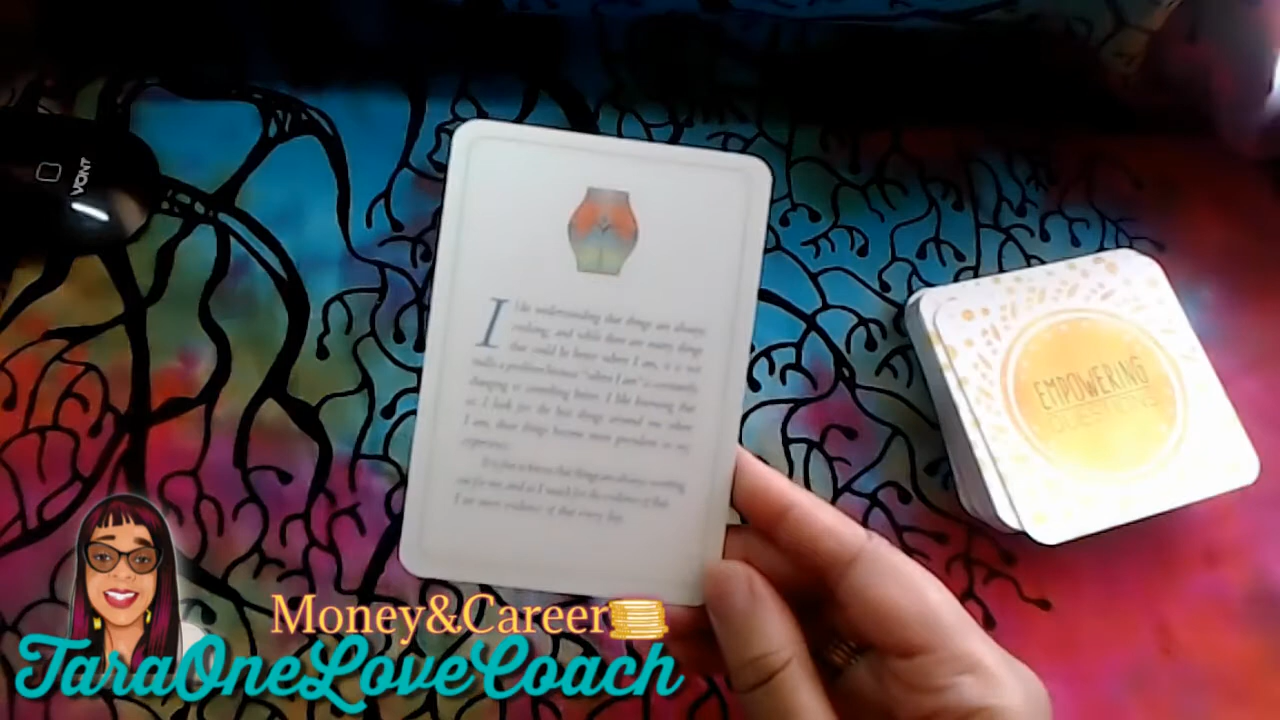 VONT
I like understanding that things are always
evolving; and while there are many things
that could be better where I am, it is not
really a problem because "where I am" is constantly
changing to something better. I like knowing that
as I look for the best things around me where
I am, those things become more prevalent in my
experience.
It is fun to know that things are always working
out for me, and as I watch for the evidence of that
I see more evidence of that every day.
EMPOWERING
QUESTIONS
Money&Career
TaraOneLoveCoach